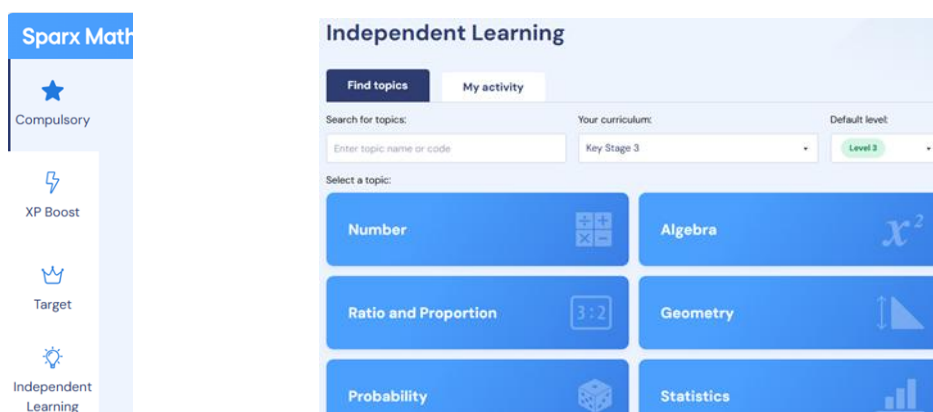 Sparx Math
Compulsory
XP Boost
Target
Independent
Learning
Independent Learning
Find topics
My activity
Search for topics:
Your curriculum:
Default level:
Enter topic name or code
Key Stage 3
Level 3
Select a topic:
Number
Algebra
x²
Ratio and Proportion
3:2
Geometry
Probability
Statistics